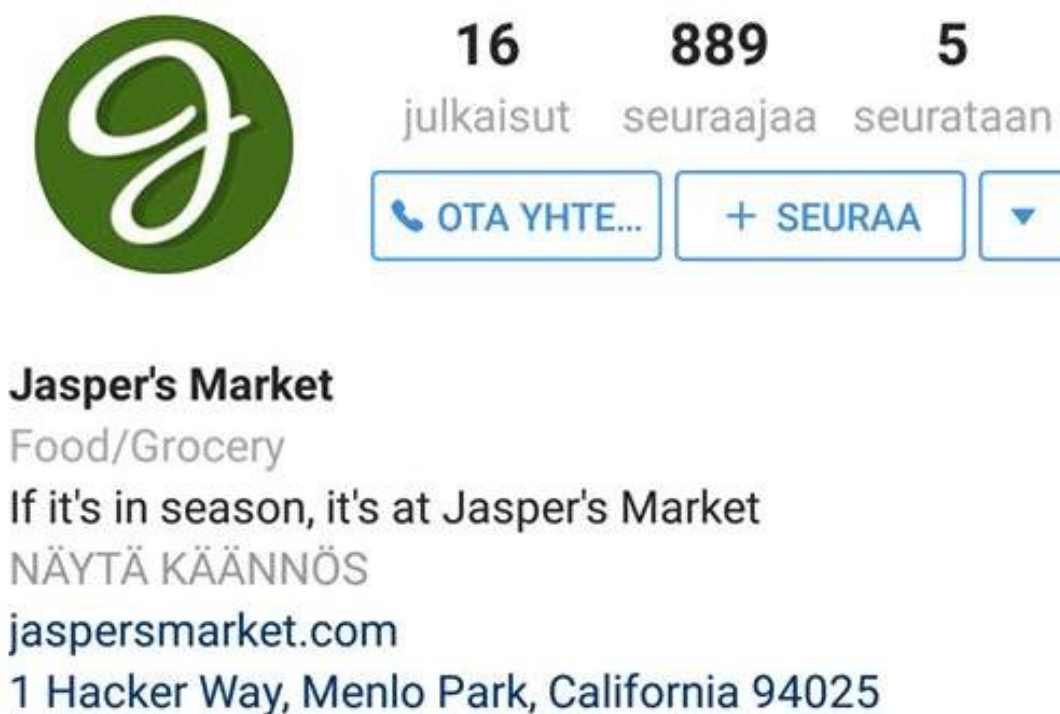 16 889 5
julkaisut seuraajaa seurataan
OTA YHTE... + SEURAA
Jasper's Market
Food/Grocery
If it's in season, it's at Jasper's Market
NÄYTÄ KÄÄNNÖS
jaspersmarket.com
1 Hacker Way, Menlo Park, California 94025